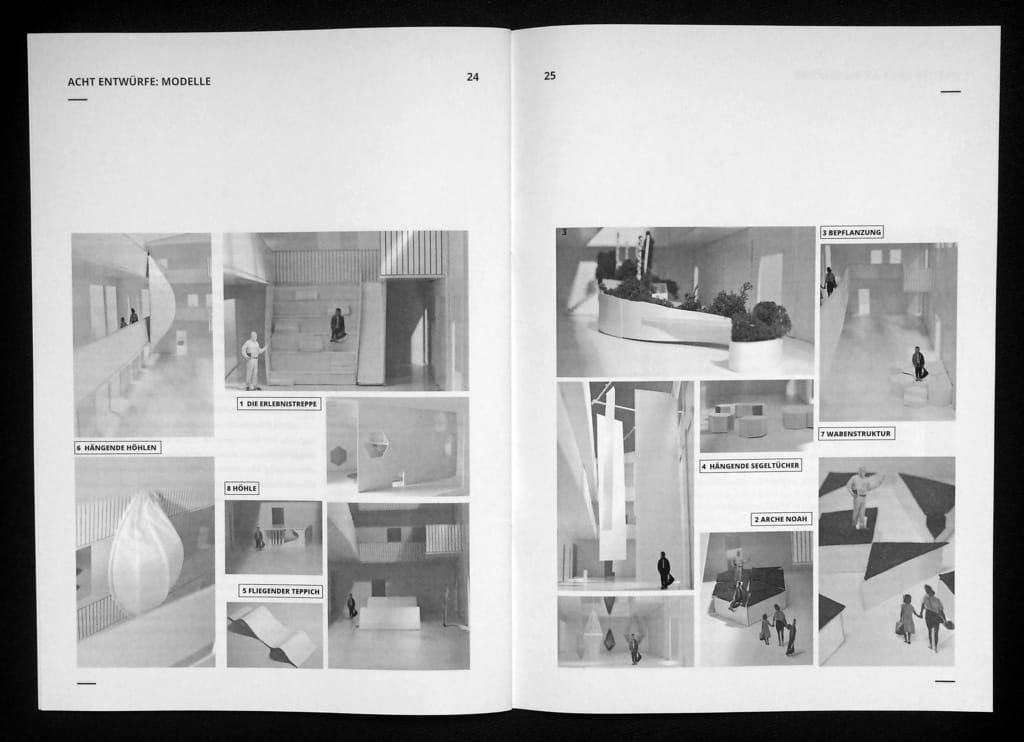 ACHT ENTWÜRFE: MODELLE
24
1 DIE ERLEBNISTREPPE
6 HÄNGENDE HÖHLEN
8 HÖHLE
5 FLIEGENDER TEPPICH
25
3
3 BEPFLANZUNG
7 WABENSTRUKTUR
4 HÄNGENDE SEGELTÜCHER
2 ARCHE NOAH